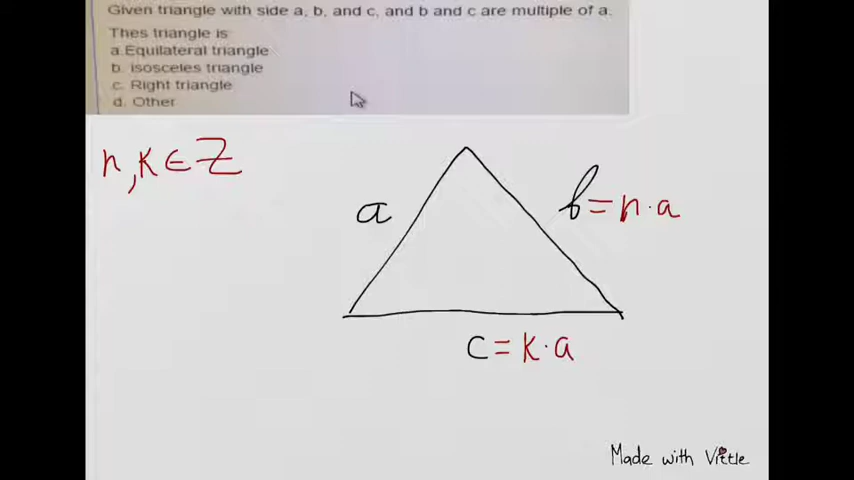 Given triangle with side a, b, and c, and b and c are multiple of a.
Thes triangle is
a.Equilateral triangle
b. isosceles triangle
c. Right triangle
d. Other
n,k ∈ Z
a
b = n · a
c = k · a
Made with Vittle